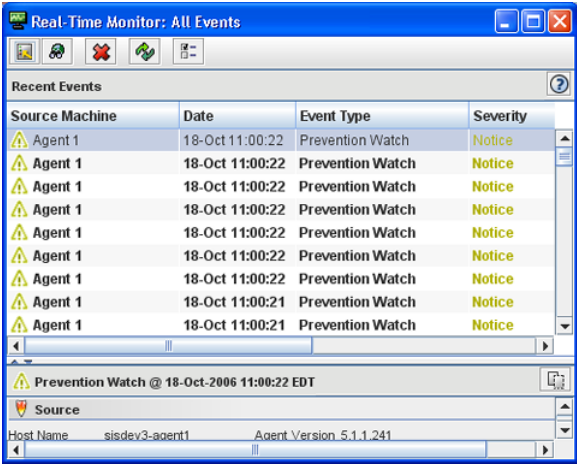 Real-Time Monitor: All Events
Recent Events
Source Machine Date Event Type Severity
Agent 1 18-Oct 11:00:22 Prevention Watch Notice
Agent 1 18-Oct 11:00:22 Prevention Watch Notice
Agent 1 18-Oct 11:00:22 Prevention Watch Notice
Agent 1 18-Oct 11:00:22 Prevention Watch Notice
Agent 1 18-Oct 11:00:22 Prevention Watch Notice
Agent 1 18-Oct 11:00:22 Prevention Watch Notice
Agent 1 18-Oct 11:00:22 Prevention Watch Notice
Agent 1 18-Oct 11:00:21 Prevention Watch Notice
Agent 1 18-Oct 11:00:21 Prevention Watch Notice
Prevention Watch @ 18-Oct-2006 11:00:22 EDT
Source
Host Name sisdev3-agent1 Agent Version 5.1.1.241